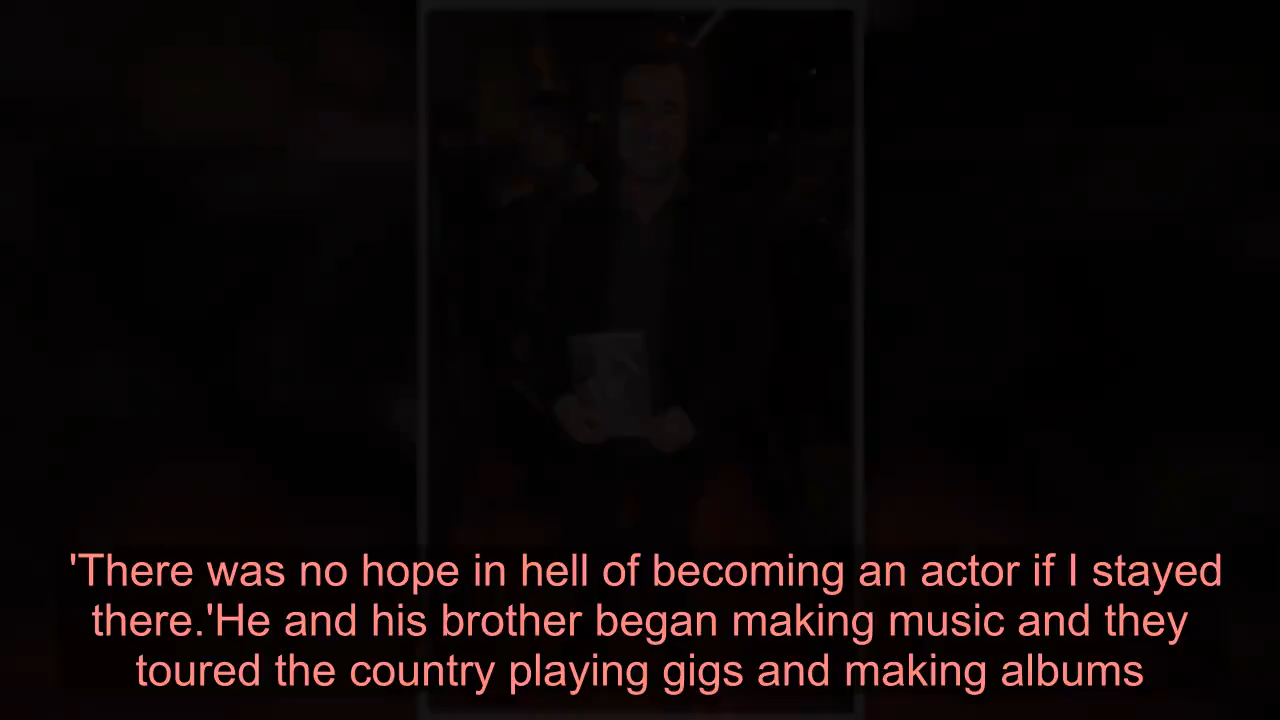 'There was no hope in hell of becoming an actor if I stayed
there.'He and his brother began making music and they
toured the country playing gigs and making albums